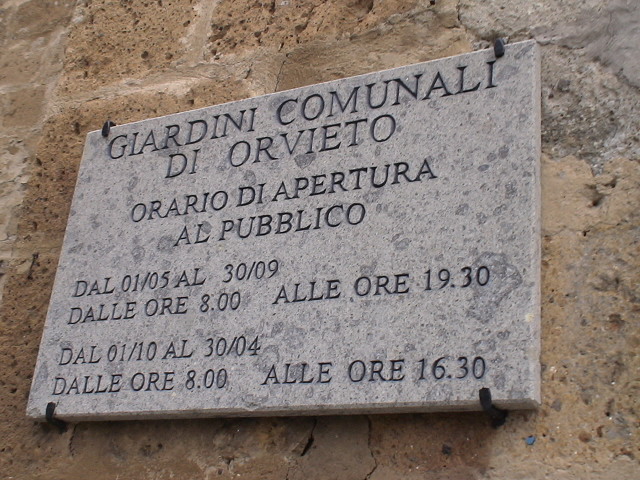 GIARDINI COMUNALI
DI ORVIETO
ORARIO DI APERTURA
AL PUBBLICO
DAL 01/05 AL 30/09
DALLE ORE 8.00 ALLE ORE 19.30
DAL 01/10 AL 30/04
DALLE ORE 8.00 ALLE ORE 16.30